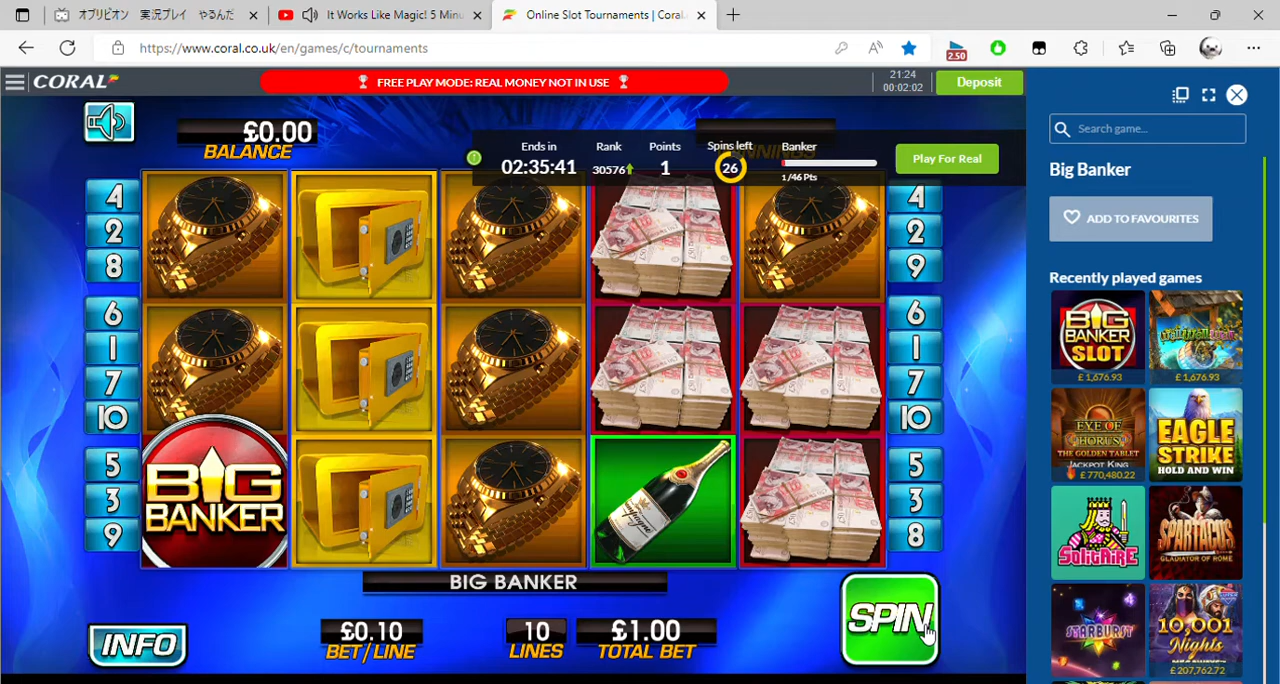 オブリビオン 実況プレイ やるんだ
It Works Like Magic! 5 Minu
Online Slot Tournaments | Coral.
https://www.coral.co.uk/en/games/c/tournaments
2.50
CORAL
FREE PLAY MODE: REAL MONEY NOT IN USE
21:24
00:02:02
Deposit
£0.00
BALANCE
Ends in
02:35:41
Rank
30576
Points
1
Spins left
26
Banker
1/46 Pts
Play For Real
4
2
8
6
1
7
10
5
3
9
4
2
9
6
1
7
10
5
3
8
BIG
BANKER
BIG BANKER
£0.10
BET/LINE
10
LINES
£1.00
TOTAL BET
INFO
SPIN
Search game...
Big Banker
ADD TO FAVOURITES
Recently played games
BIG
BANKER
SLOT
£ 1,676.93
£ 1,676.93
EYE OF
HORUS
THE GOLDEN TABLET
JACKPOT KING
£ 770,480.22
EAGLE
STRIKE
HOLD AND WIN
SOLITAIRE
SPARTACUS
GLADIATOR OF ROME
STARBURST
10,001
Nights
£ 207,762.72